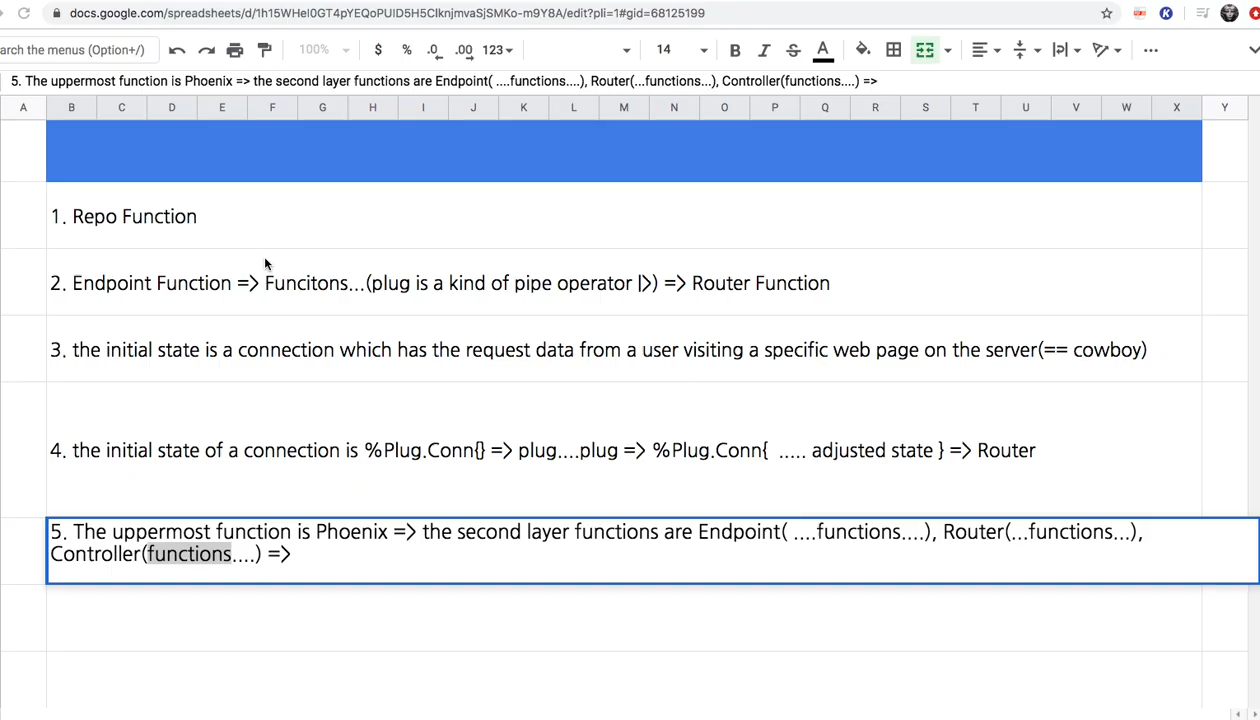 docs.google.com/spreadsheets/d/1h15WHel0GT4pYEQoPUID5H5CIknjmvaSjSMKo-m9Y8A/edit?pli=1#gid=68125199
arch the menus (Option+/) 100% $ % .0 .00 123 14 B I S A
5. The uppermost function is Phoenix => the second layer functions are Endpoint( ....functions....), Router(...functions...), Controller(functions....) =>
A B C D E F G H I J K L M N O P Q R S T U V W X Y
1. Repo Function
2. Endpoint Function => Funcitons...(plug is a kind of pipe operator |>) => Router Function
3. the initial state is a connection which has the request data from a user visiting a specific web page on the server(== cowboy)
4. the initial state of a connection is %Plug.Conn{} => plug....plug => %Plug.Conn{  ..... adjusted state } => Router
5. The uppermost function is Phoenix => the second layer functions are Endpoint( ....functions....), Router(...functions...),
Controller(functions....) =>